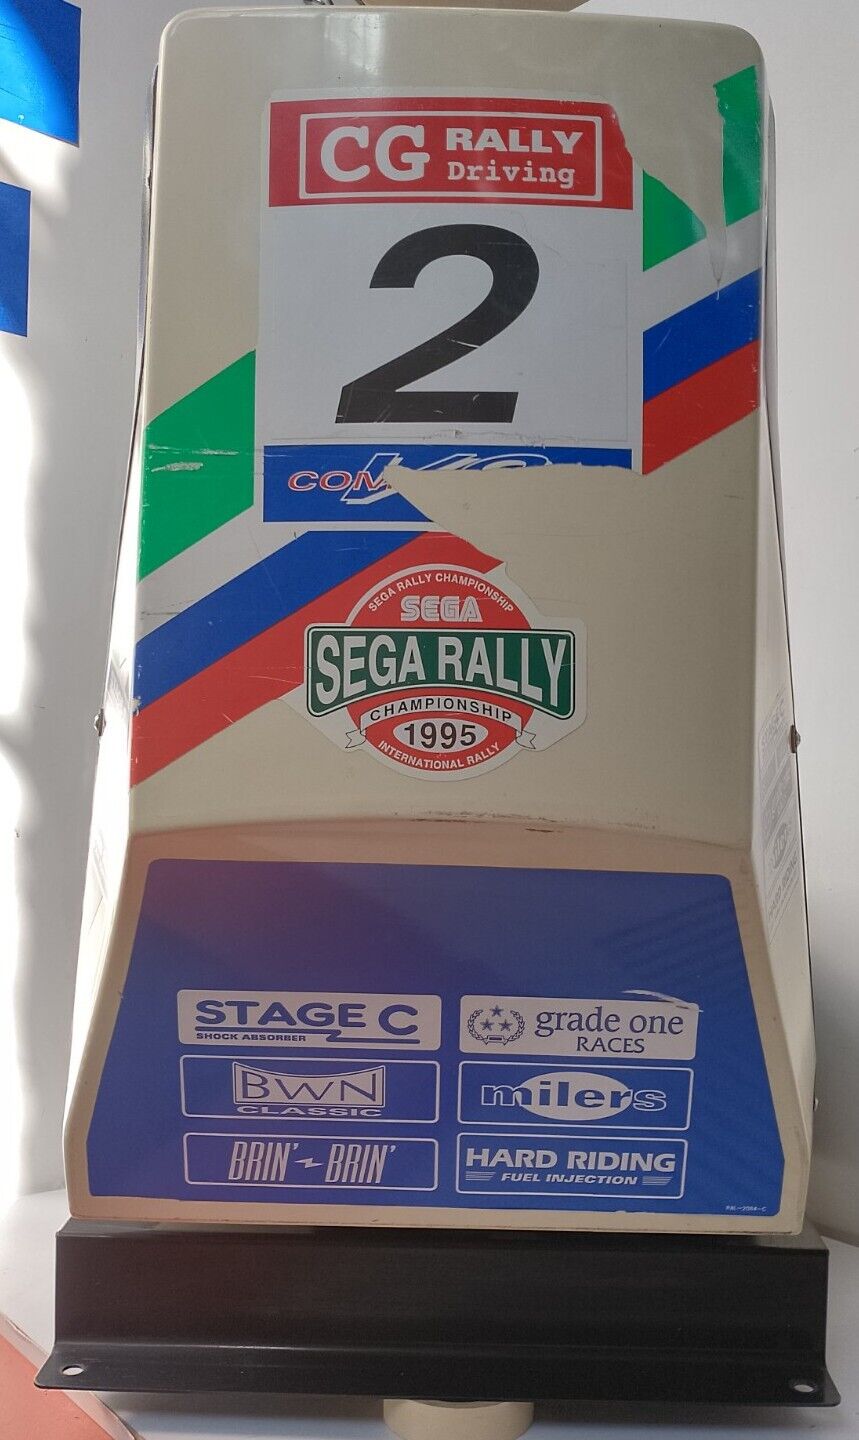 CG RALLY
Driving
2
COM
SEGA RALLY CHAMPIONSHIP
SEGA
SEGA RALLY
CHAMPIONSHIP
1995
INTERNATIONAL RALLY
STAGE C
SHOCK ABSORBER
grade one
RACES
BWN
CLASSIC
milers
BRIN' BRIN'
HARD RIDING
FUEL INJECTION